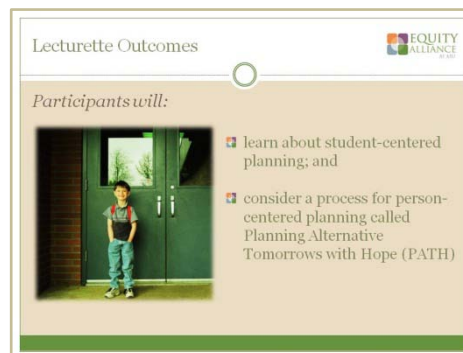 Lecturette Outcomes
EQUITY
ALLIANCE
Participants will:
learn about student-centered
planning; and
consider a process for person-
centered planning called
Planning Alternative
Tomorrows with Hope (PATH)